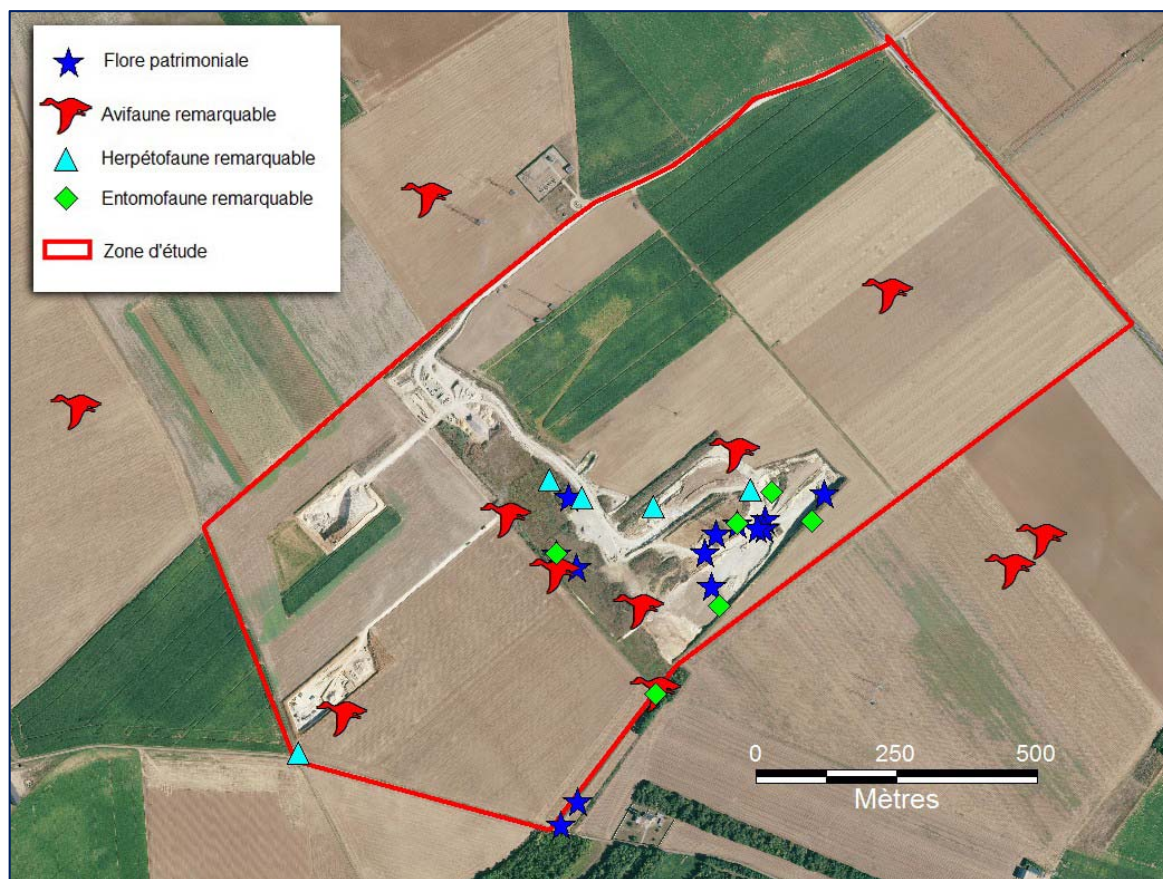 Flore patrimoniale
Avifaune remarquable
Herpétofaune remarquable
Entomofaune remarquable
Zone d'étude
0 250 500
Mètres